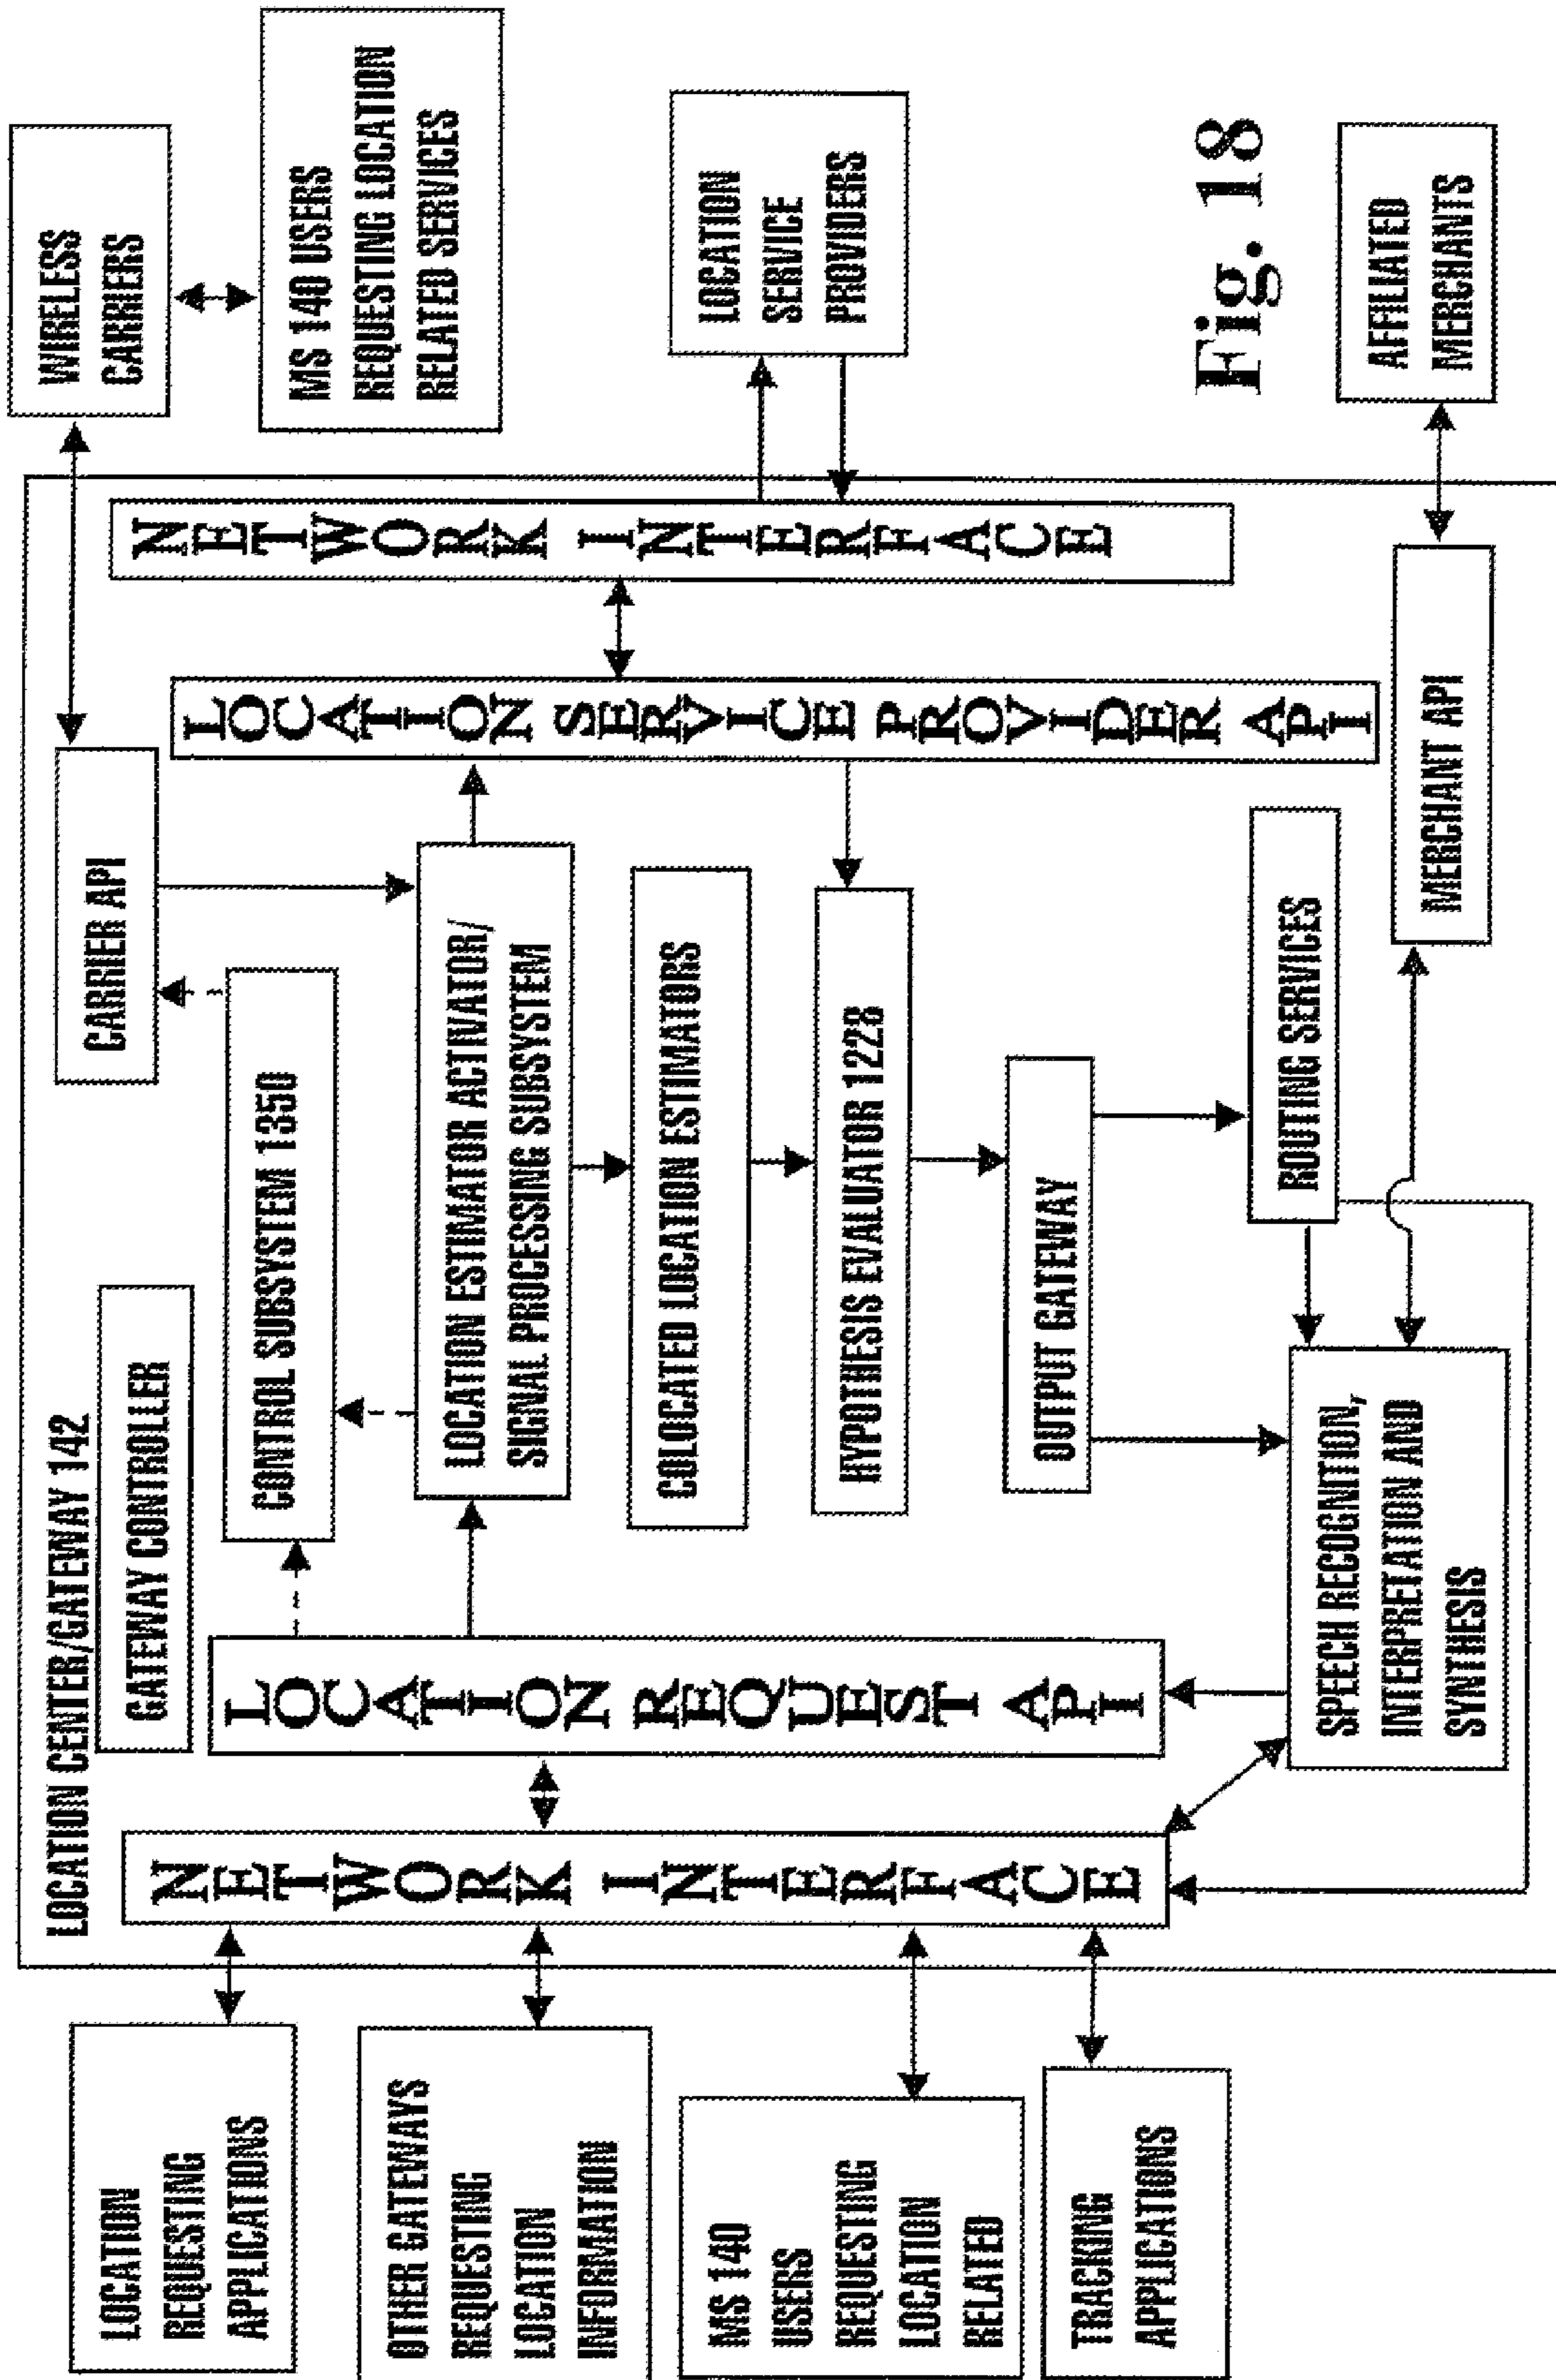 LOCATION CENTER/GATEWAY 142
GATEWAY CONTROLLER
LOCATION
REQUESTING
APPLICATIONS
OTHER GATEWAYS
REQUESTING
LOCATION
INFORMATION
MS 140
USERS
REQUESTING
LOCATION
RELATED
TRACKING
APPLICATIONS
NETWORK INTERFACE
LOCATION REQUEST API
CONTROL SUBSYSTEM 1350
CARRIER API
LOCATION ESTIMATOR ACTIVATOR/
SIGNAL PROCESSING SUBSYSTEM
COLOCATED LOCATION ESTIMATORS
HYPOTHESIS EVALUATOR 1228
OUTPUT GATEWAY
ROUTING SERVICES
SPEECH RECOGNITION,
INTERPRETATION AND
SYNTHESIS
LOCATION SERVICE PROVIDER API
NETWORK INTERFACE
MERCHANT API
WIRELESS
CARRIERS
MS 140 USERS
REQUESTING LOCATION
RELATED SERVICES
LOCATION
SERVICE
PROVIDERS
Fig. 18
AFFILIATED
MERCHANTS